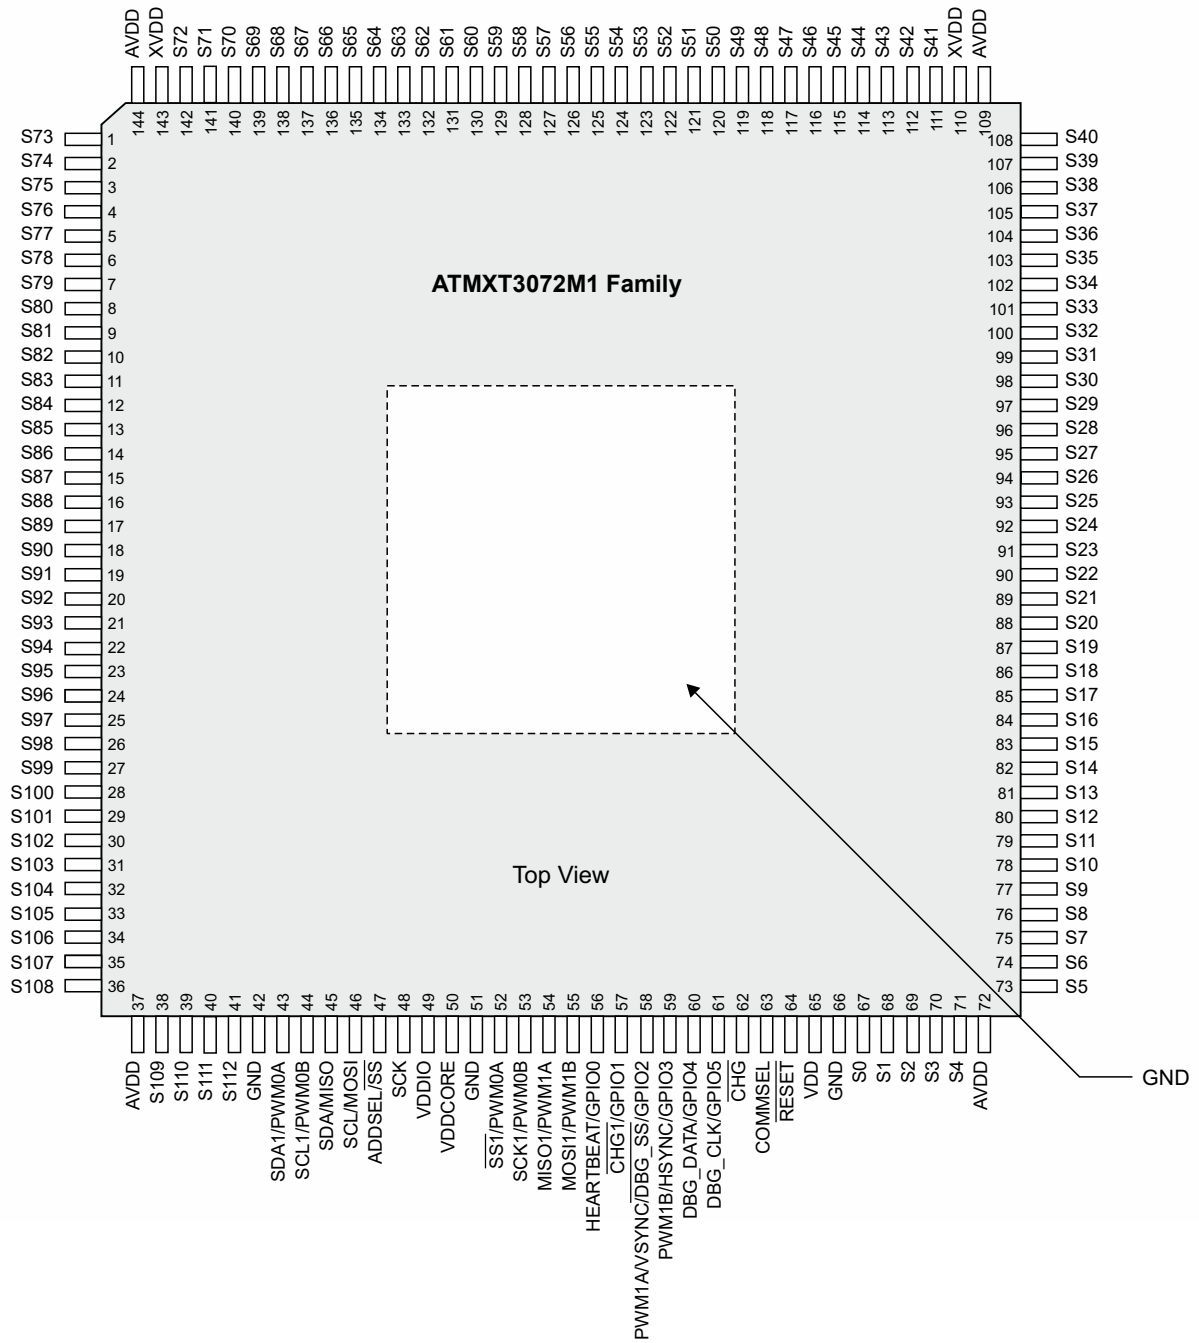 AVDD
XVDD
S72
S71
S70
S69
S68
S67
S66
S65
S64
S63
S62
S61
S60
S59
S58
S57
S56
S55
S54
S53
S52
S51
S50
S49
S48
S47
S46
S45
S44
S43
S42
S41
XVDD
AVDD
144
143
142
141
140
139
138
137
136
135
134
133
132
131
130
129
128
127
126
125
124
123
122
121
120
119
118
117
116
115
114
113
112
111
110
109
S73 1
S74 2
S75 3
S76 4
S77 5
S78 6
S79 7
S80 8
S81 9
S82 10
S83 11
S84 12
S85 13
S86 14
S87 15
S88 16
S89 17
S90 18
S91 19
S92 20
S93 21
S94 22
S95 23
S96 24
S97 25
S98 26
S99 27
S100 28
S101 29
S102 30
S103 31
S104 32
S105 33
S106 34
S107 35
S108 36
ATMXT3072M1 Family
Top View
108 S40
107 S39
106 S38
105 S37
104 S36
103 S35
102 S34
101 S33
100 S32
99 S31
98 S30
97 S29
96 S28
95 S27
94 S26
93 S25
92 S24
91 S23
90 S22
89 S21
88 S20
87 S19
86 S18
85 S17
84 S16
83 S15
82 S14
81 S13
80 S12
79 S11
78 S10
77 S9
76 S8
75 S7
74 S6
73 S5
37
38
39
40
41
42
43
44
45
46
47
48
49
50
51
52
53
54
55
56
57
58
59
60
61
62
63
64
65
66
67
68
69
70
71
72
AVDD
S109
S110
S111
S112
GND
SDA1/PWM0A
SCL1/PWM0B
SDA/MISO
SCL/MOSI
ADDSEL/SS
SCK
VDDIO
VDDCORE
GND
SS1/PWM0A
SCK1/PWM0B
MISO1/PWM1A
MOSI1/PWM1B
HEARTBEAT/GPIO0
CHG1/GPIO1
PWM1A/VSYNC/DBG_SS/GPIO2
PWM1B/HSYNC/GPIO3
DBG_DATA/GPIO4
DBG_CLK/GPIO5
CHG
COMMSEL
RESET
VDD
GND
S0
S1
S2
S3
S4
AVDD
GND